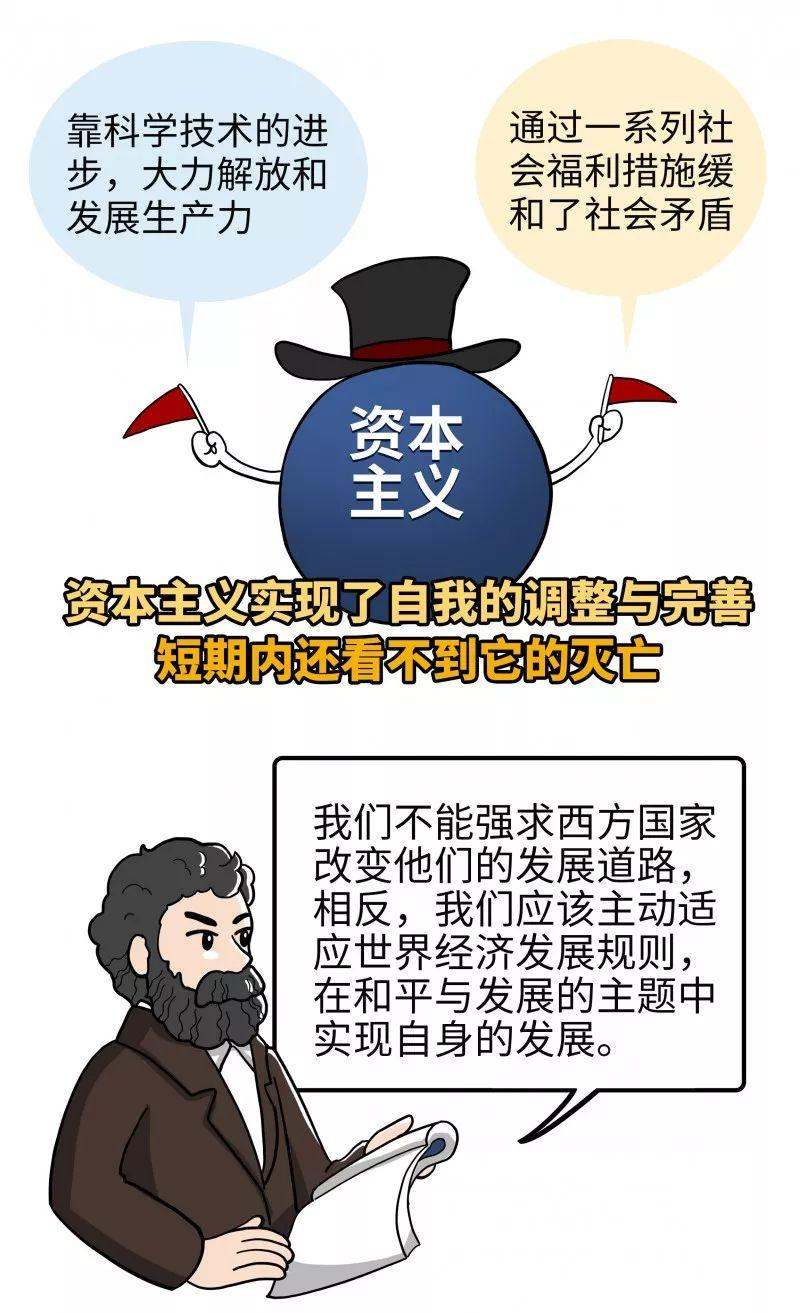 靠科学技术的进
步，大力解放和
发展生产力
通过一系列社
会福利措施缓
和了社会矛盾
资本
主义
资本主义实现了自我的调整与完善
短期内还看不到它的灭亡
我们不能强求西方国家
改变他们的发展道路，
相反，我们应该主动适
应世界经济发展规则，
在和平与发展的主题中
实现自身的发展。